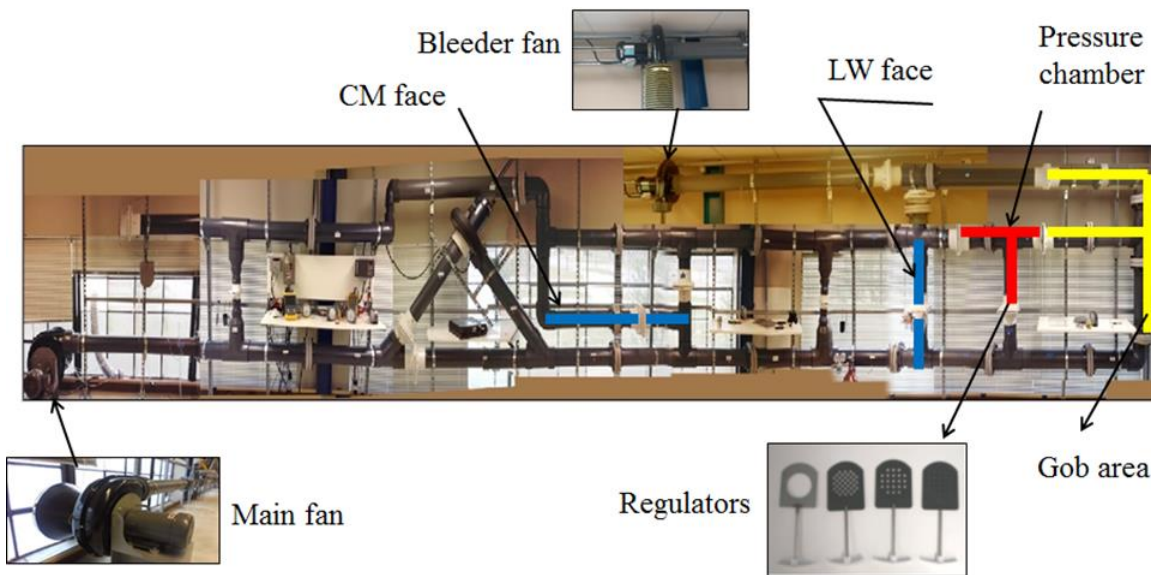 Bleeder fan
CM face
LW face
Pressure
chamber
Main fan
Regulators
Gob area